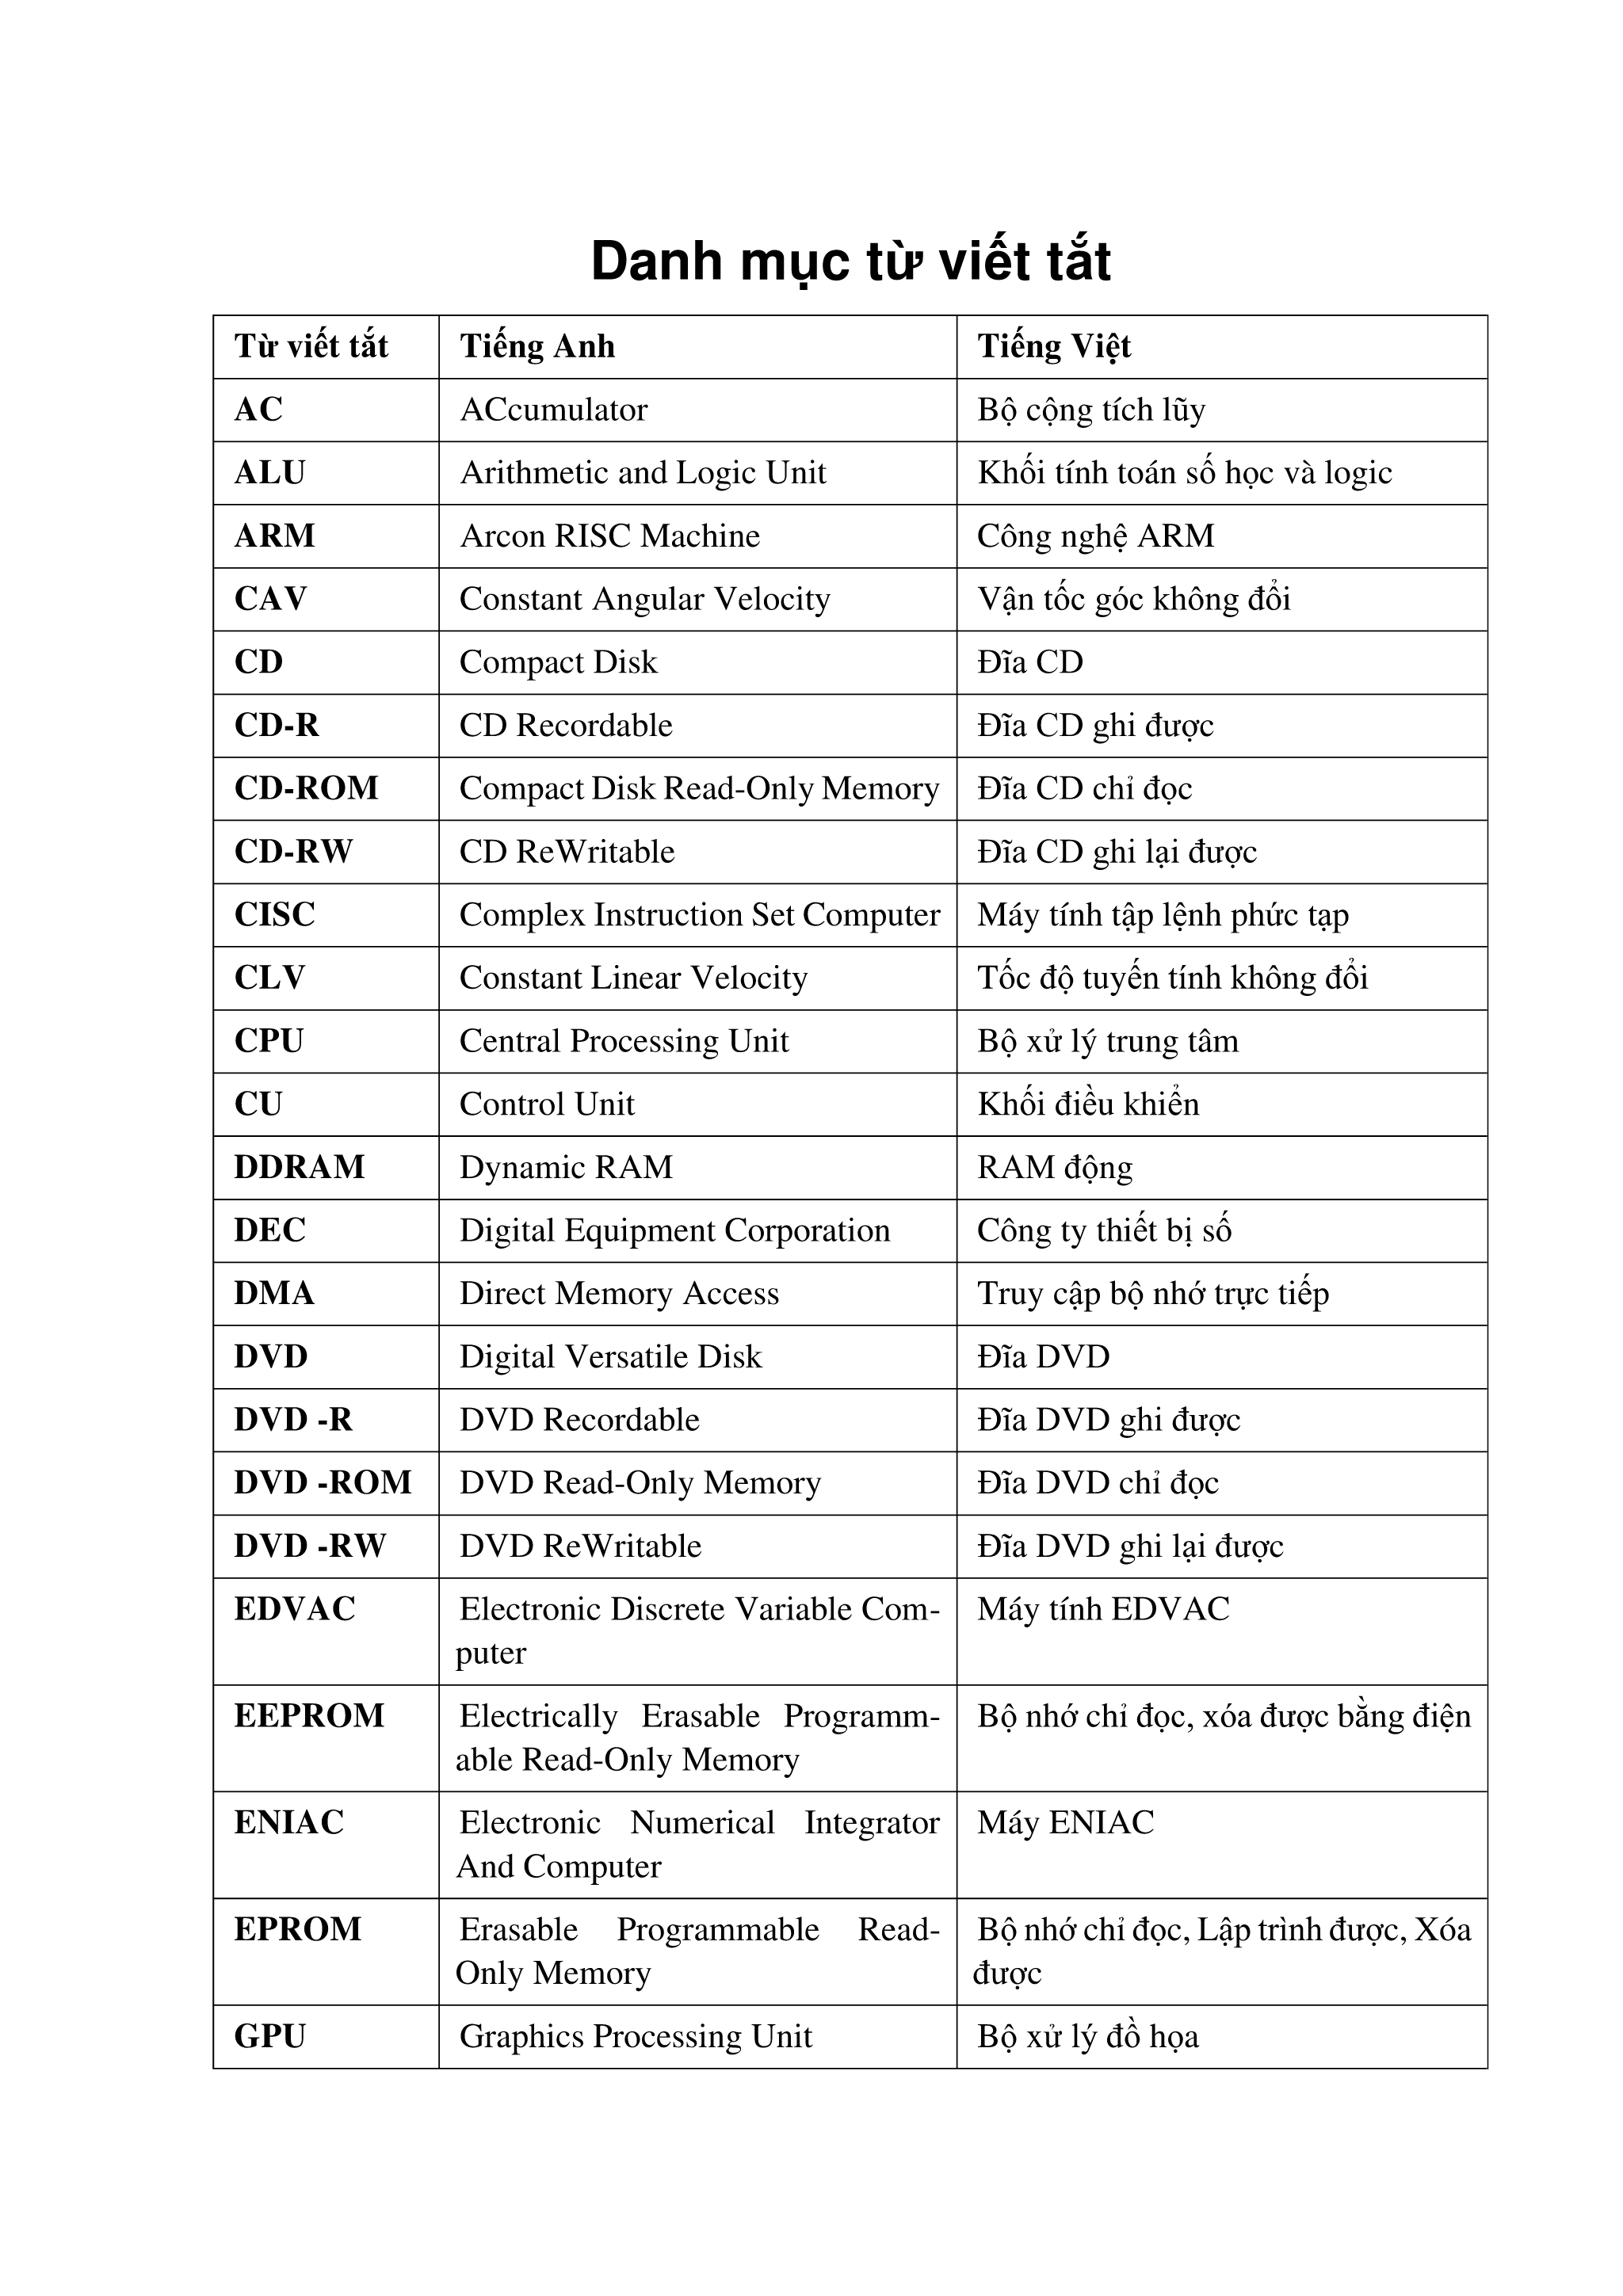 Danh mục từ viết tắt
Từ viết tắt Tiếng Anh Tiếng Việt
AC ACcumulator Bộ cộng tích lũy
ALU Arithmetic and Logic Unit Khối tính toán số học và logic
ARM Arcon RISC Machine Công nghệ ARM
CAV Constant Angular Velocity Vận tốc góc không đổi
CD Compact Disk Đĩa CD
CD-R CD Recordable Đĩa CD ghi được
CD-ROM Compact Disk Read-Only Memory Đĩa CD chỉ đọc
CD-RW CD ReWritable Đĩa CD ghi lại được
CISC Complex Instruction Set Computer Máy tính tập lệnh phức tạp
CLV Constant Linear Velocity Tốc độ tuyến tính không đổi
CPU Central Processing Unit Bộ xử lý trung tâm
CU Control Unit Khối điều khiển
DDRAM Dynamic RAM RAM động
DEC Digital Equipment Corporation Công ty thiết bị số
DMA Direct Memory Access Truy cập bộ nhớ trực tiếp
DVD Digital Versatile Disk Đĩa DVD
DVD -R DVD Recordable Đĩa DVD ghi được
DVD -ROM DVD Read-Only Memory Đĩa DVD chỉ đọc
DVD -RW DVD ReWritable Đĩa DVD ghi lại được
EDVAC Electronic Discrete Variable Com- Máy tính EDVAC
puter
EEPROM Electrically Erasable Programm- Bộ nhớ chỉ đọc, xóa được bằng điện
able Read-Only Memory
ENIAC Electronic Numerical Integrator Máy ENIAC
And Computer
EPROM Erasable Programmable Read- Bộ nhớ chỉ đọc, Lập trình được, Xóa
Only Memory được
GPU Graphics Processing Unit Bộ xử lý đồ họa